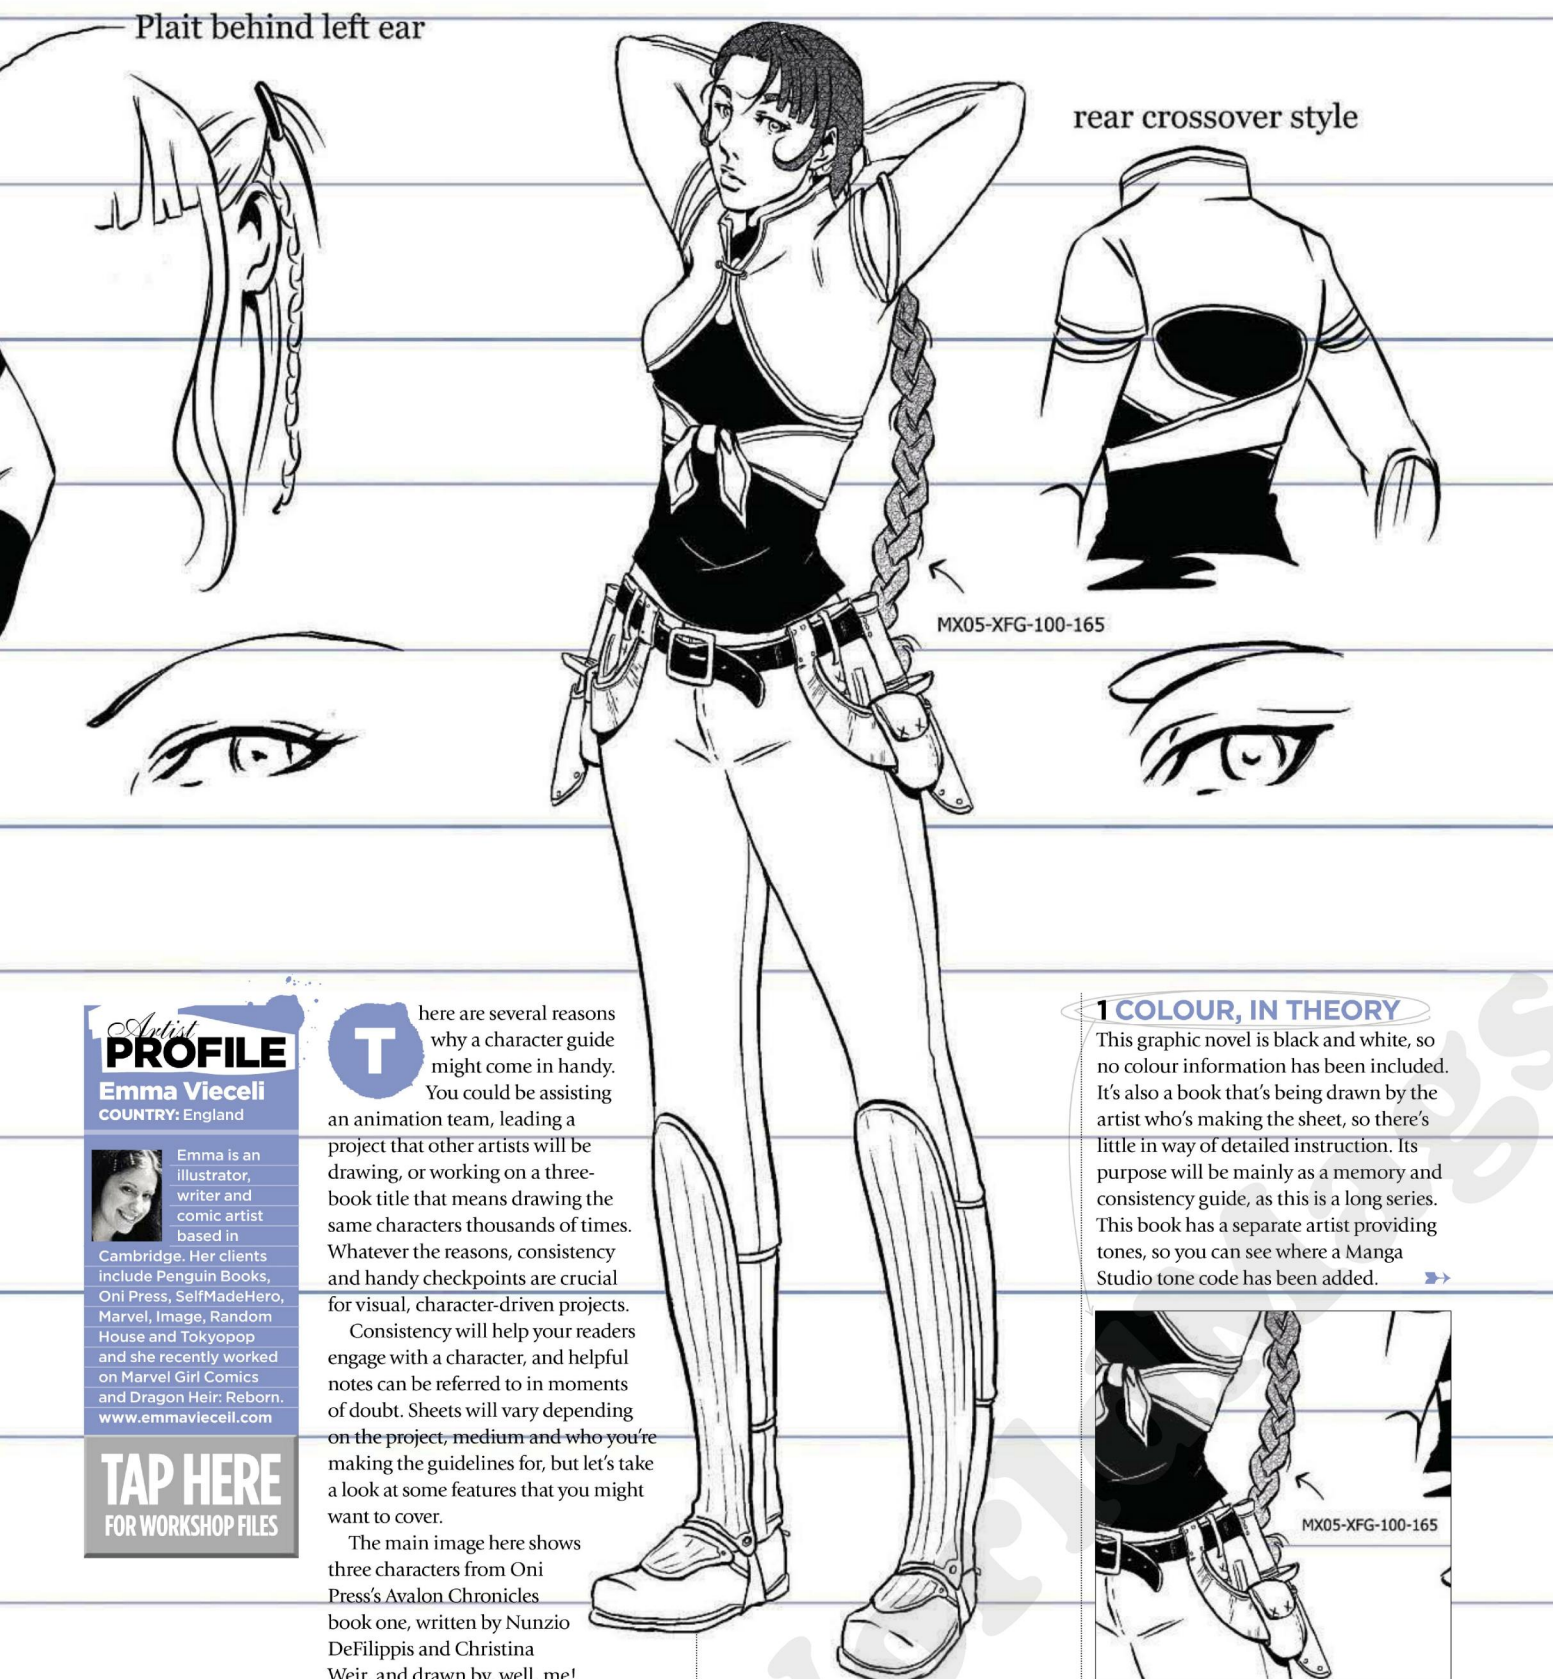 Plait behind left ear
rear crossover style
MX05-XFG-100-165
Artist
PROFILE
Emma Vieceli
COUNTRY: England
Emma is an
illustrator,
writer and
comic artist
based in
Cambridge. Her clients
include Penguin Books,
Oni Press, SelfMadeHero,
Marvel, Image, Random
House and Tokyopop
and she recently worked
on Marvel Girl Comics
and Dragon Heir: Reborn.
www.emmavieceil.com
TAP HERE
FOR WORKSHOP FILES
There are several reasons
why a character guide
might come in handy.
You could be assisting
an animation team, leading a
project that other artists will be
drawing, or working on a three-
book title that means drawing the
same characters thousands of times.
Whatever the reasons, consistency
and handy checkpoints are crucial
for visual, character-driven projects.
Consistency will help your readers
engage with a character, and helpful
notes can be referred to in moments
of doubt. Sheets will vary depending
on the project, medium and who you're
making the guidelines for, but let's take
a look at some features that you might
want to cover.
The main image here shows
three characters from Oni
Press's Avalon Chronicles
book one, written by Nunzio
DeFilippis and Christina
Weir, and drawn by, well, me!
1 COLOUR, IN THEORY
This graphic novel is black and white, so
no colour information has been included.
It's also a book that's being drawn by the
artist who's making the sheet, so there's
little in way of detailed instruction. Its
purpose will be mainly as a memory and
consistency guide, as this is a long series.
This book has a separate artist providing
tones, so you can see where a Manga
Studio tone code has been added.
MX05-XFG-100-165